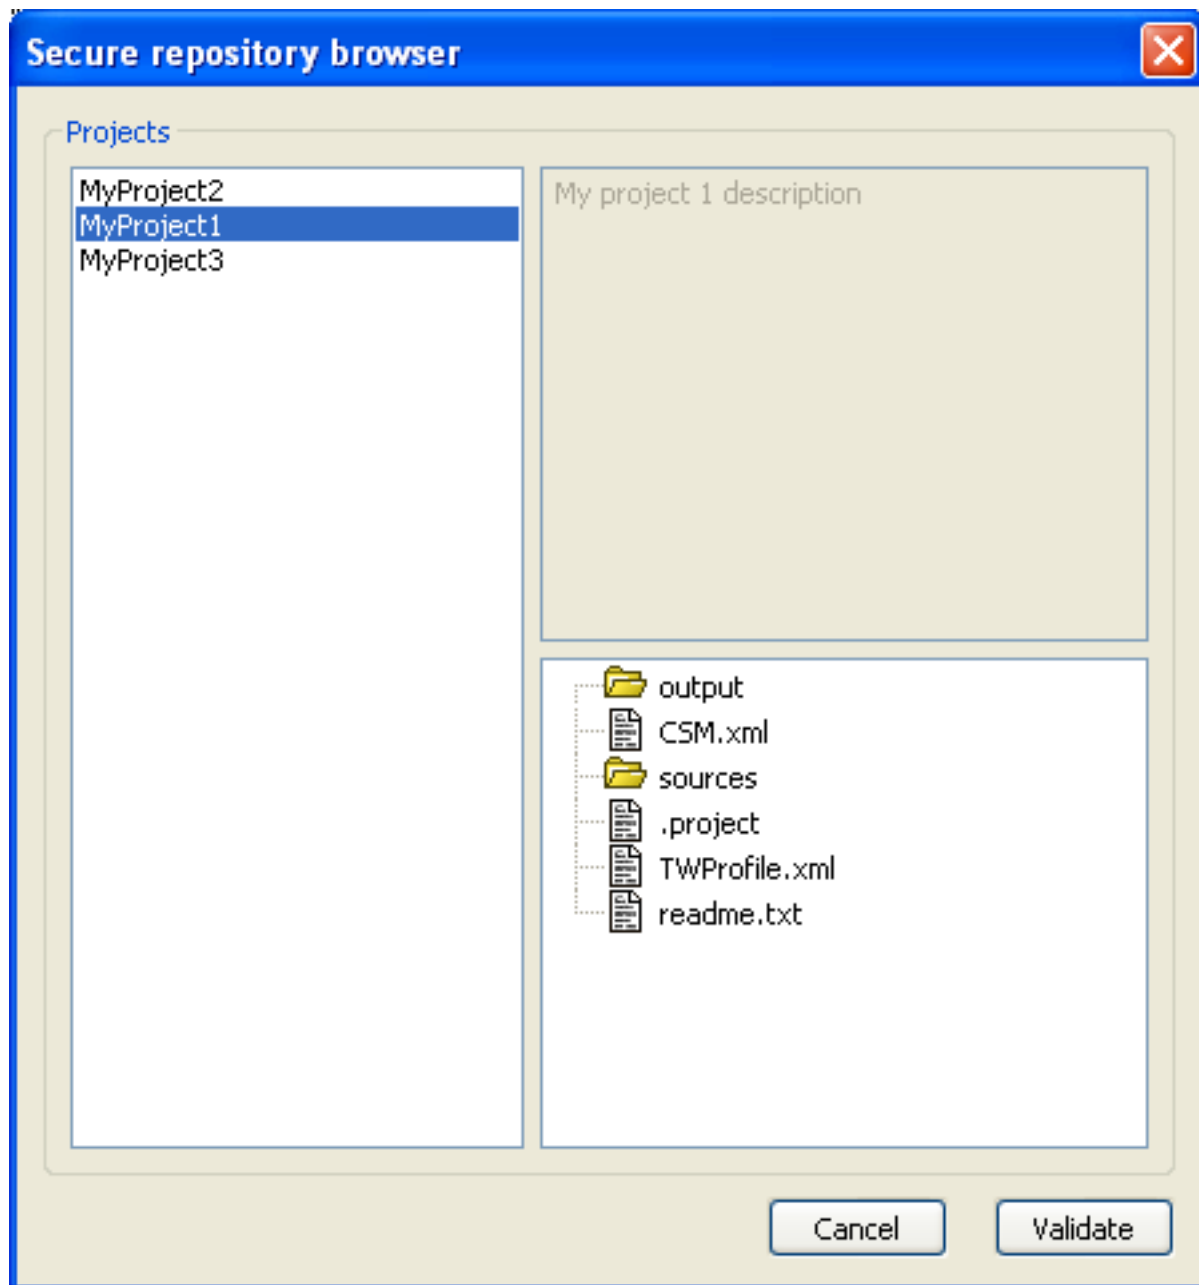 Secure repository browser
Projects
MyProject2
MyProject1
MyProject3
My project 1 description
output
CSM.xml
sources
.project
TWProfile.xml
readme.txt
Cancel
Validate